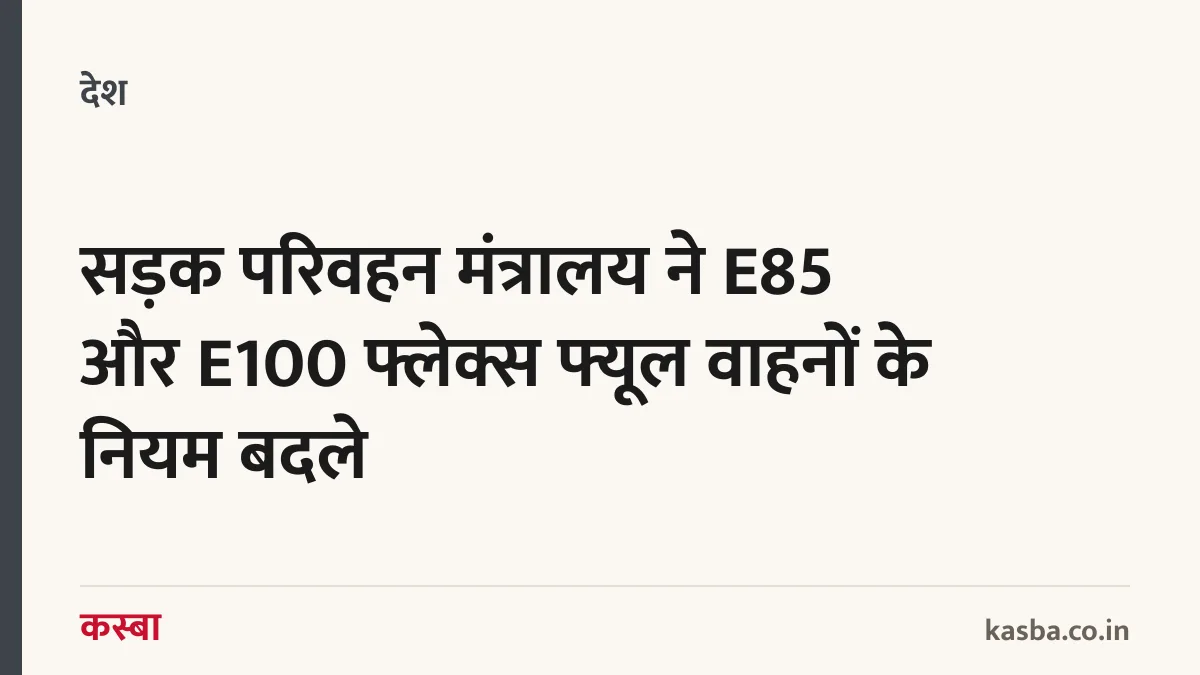 देश
सड़क परिवहन मंत्रालय ने E85
और E100 फ्लेक्स फ्यूल वाहनों के
नियम बदले
कस्बा
kasba.co.in